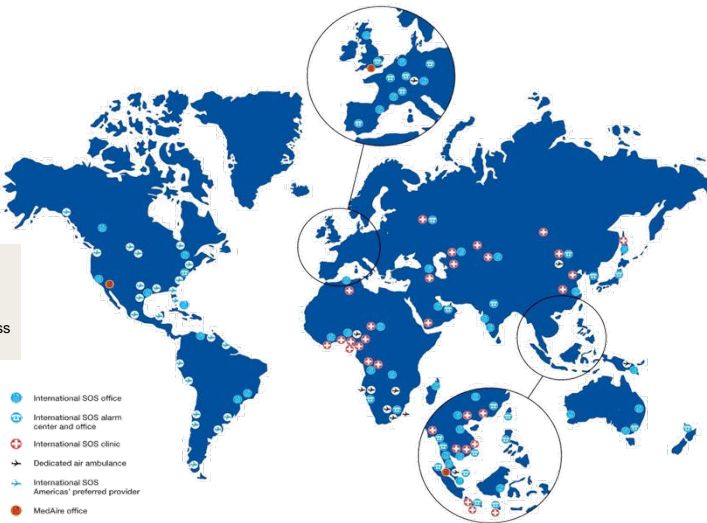 ss
International SOS office
International SOS alarm
center and office
International SOS clinic
Dedicated air ambulance
International SOS
Americas' preferred provider
MedAire office